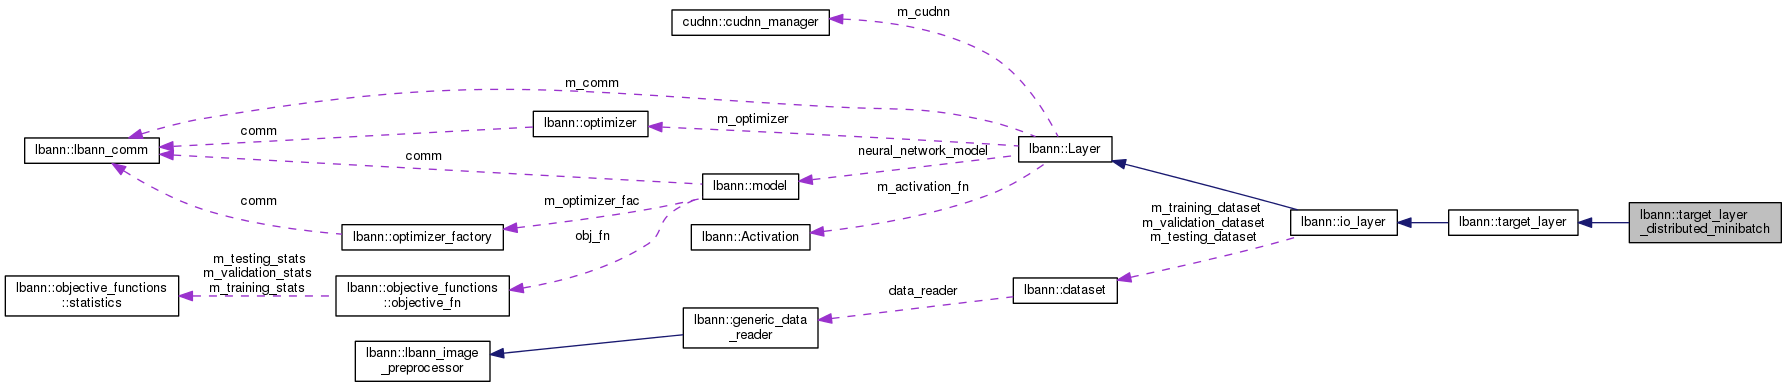 cudnn::cudnn_manager
m_cudnn
m_comm
lbann::optimizer
m_optimizer
comm
lbann::lbann_comm
lbann::Layer
comm
neural_network_model
lbann::model
m_activation_fn
comm
m_optimizer_fac
lbann::optimizer_factory
obj_fn
lbann::Activation
m_training_dataset
m_validation_dataset
m_testing_dataset
lbann::io_layer
lbann::target_layer
lbann::target_layer
_distributed_minibatch
m_testing_stats
m_validation_stats
m_training_stats
lbann::objective_functions
::statistics
lbann::objective_functions
::objective_fn
data_reader
lbann::dataset
lbann::generic_data
_reader
lbann::lbann_image
_preprocessor